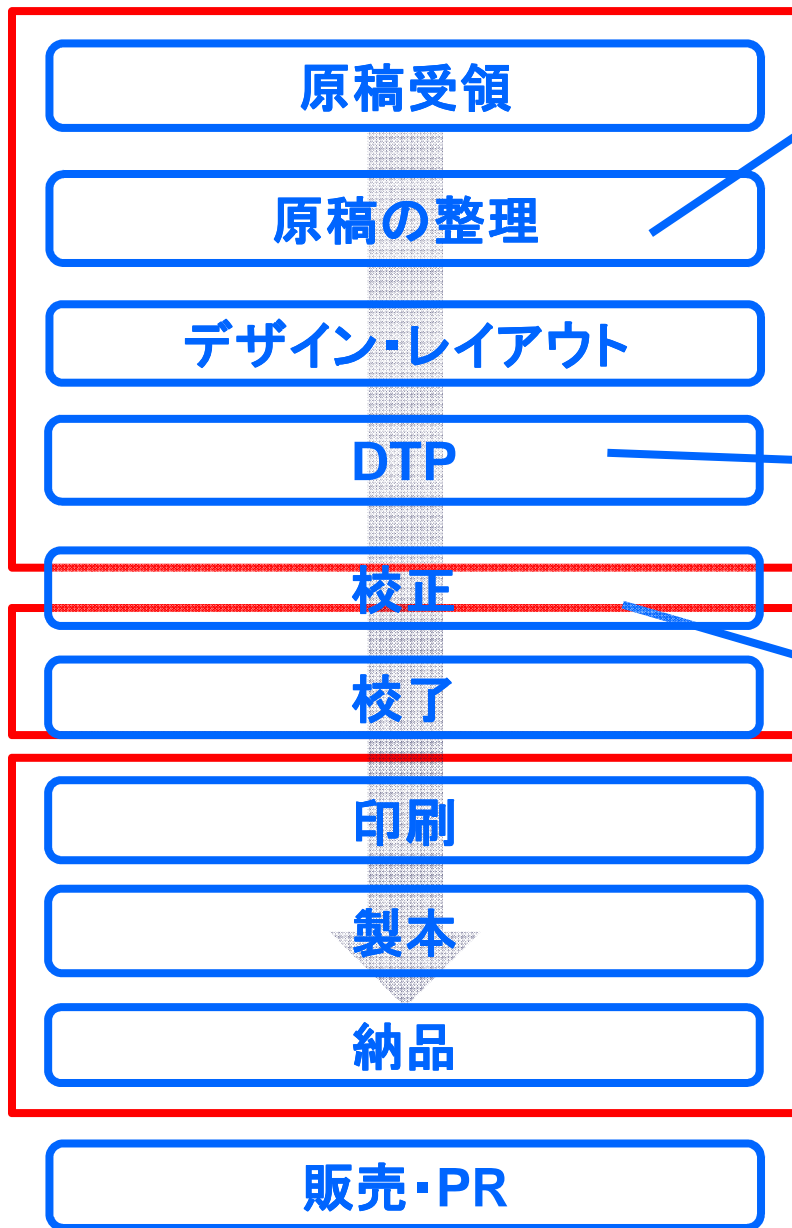 原稿受領
原稿の整理
デザイン・レイアウト
DTP
校正
校了
印刷
製本
納品
販売・PR